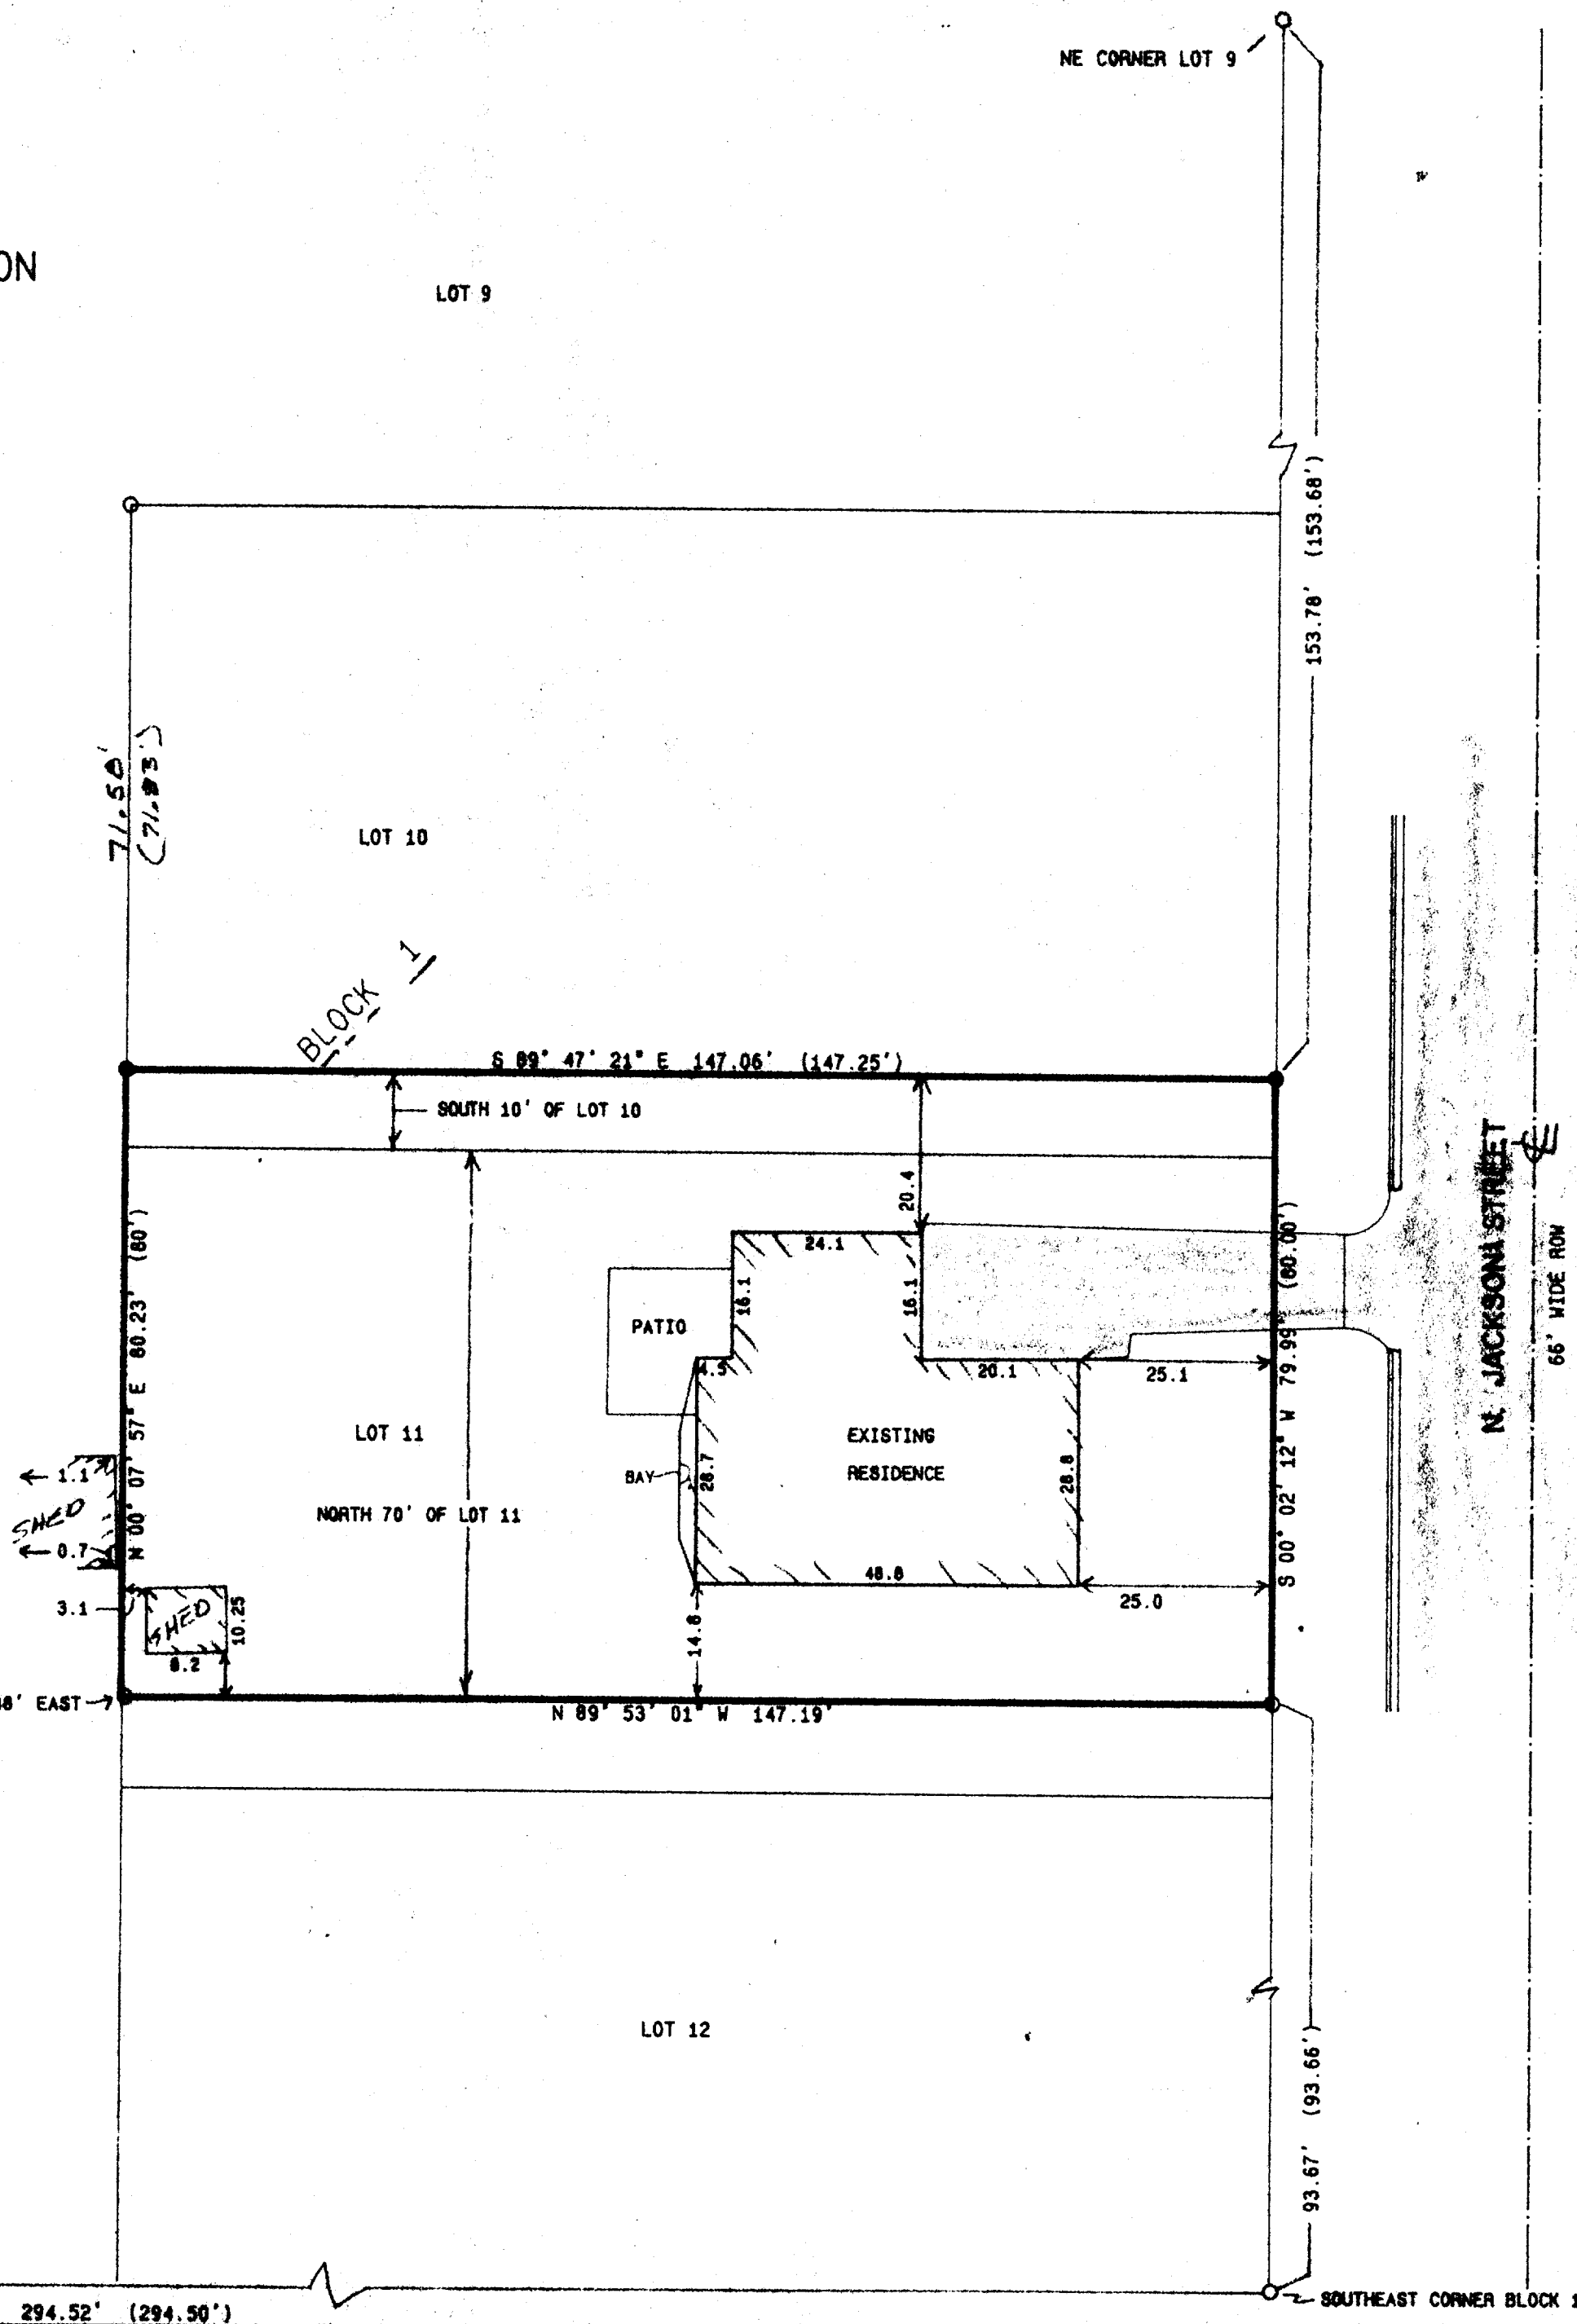 NE CORNER LOT 9
ON
LOT 9
153.78' (153.68')
71.50'
(71.83')
LOT 10
BLOCK 1
S 89° 47' 21" E 147.06' (147.25')
SOUTH 10' OF LOT 10
N. JACKSON STREET
66' WIDE ROW
20.4
N 00° 07' 57" E 80.23' (80')
S 00° 02' 12" W 79.99' (80.00')
24.1
16.1
16.1
PATIO
4.5
20.1
25.1
LOT 11
EXISTING
RESIDENCE
BAY
28.7
28.8
1.1
SHED
0.7
NORTH 70' OF LOT 11
48.8
25.0
3.1
SHED
10.25
8.2
14.8
EAST
N 89° 53' 01" W 147.19'
LOT 12
93.67' (93.66')
294.52' (294.50')
SOUTHEAST CORNER BLOCK 1